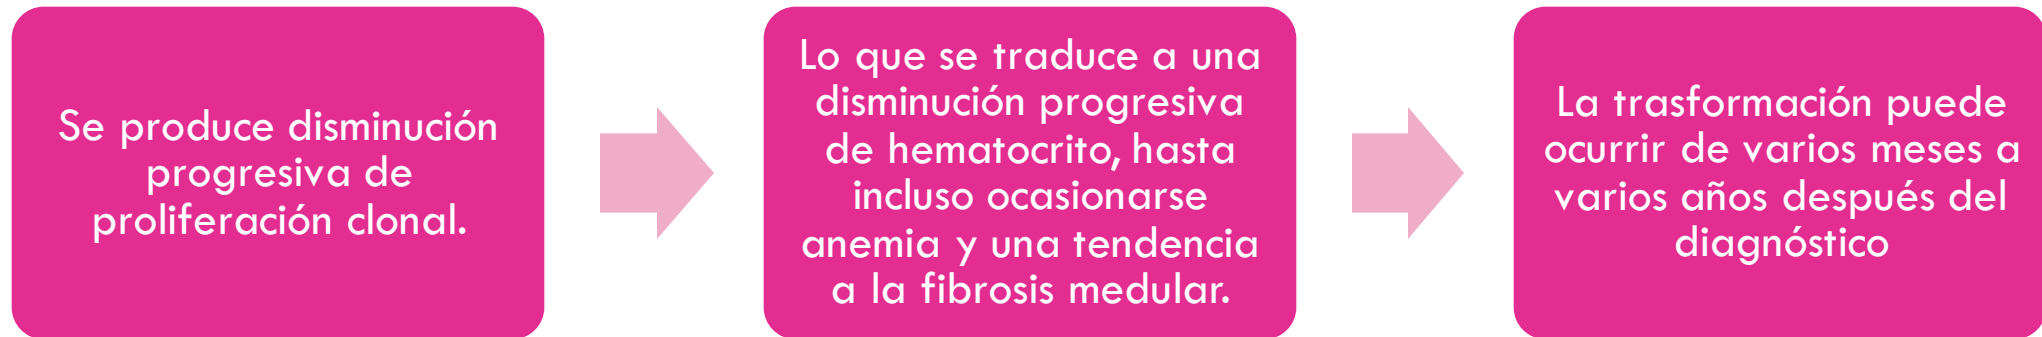 Se produce disminución
progresiva de
proliferación clonal.
Lo que se traduce a una
disminución progresiva
de hematocrito, hasta
incluso ocasionarse
anemia y una tendencia
a la fibrosis medular.
La trasformación puede
ocurrir de varios meses a
varios años después del
diagnóstico